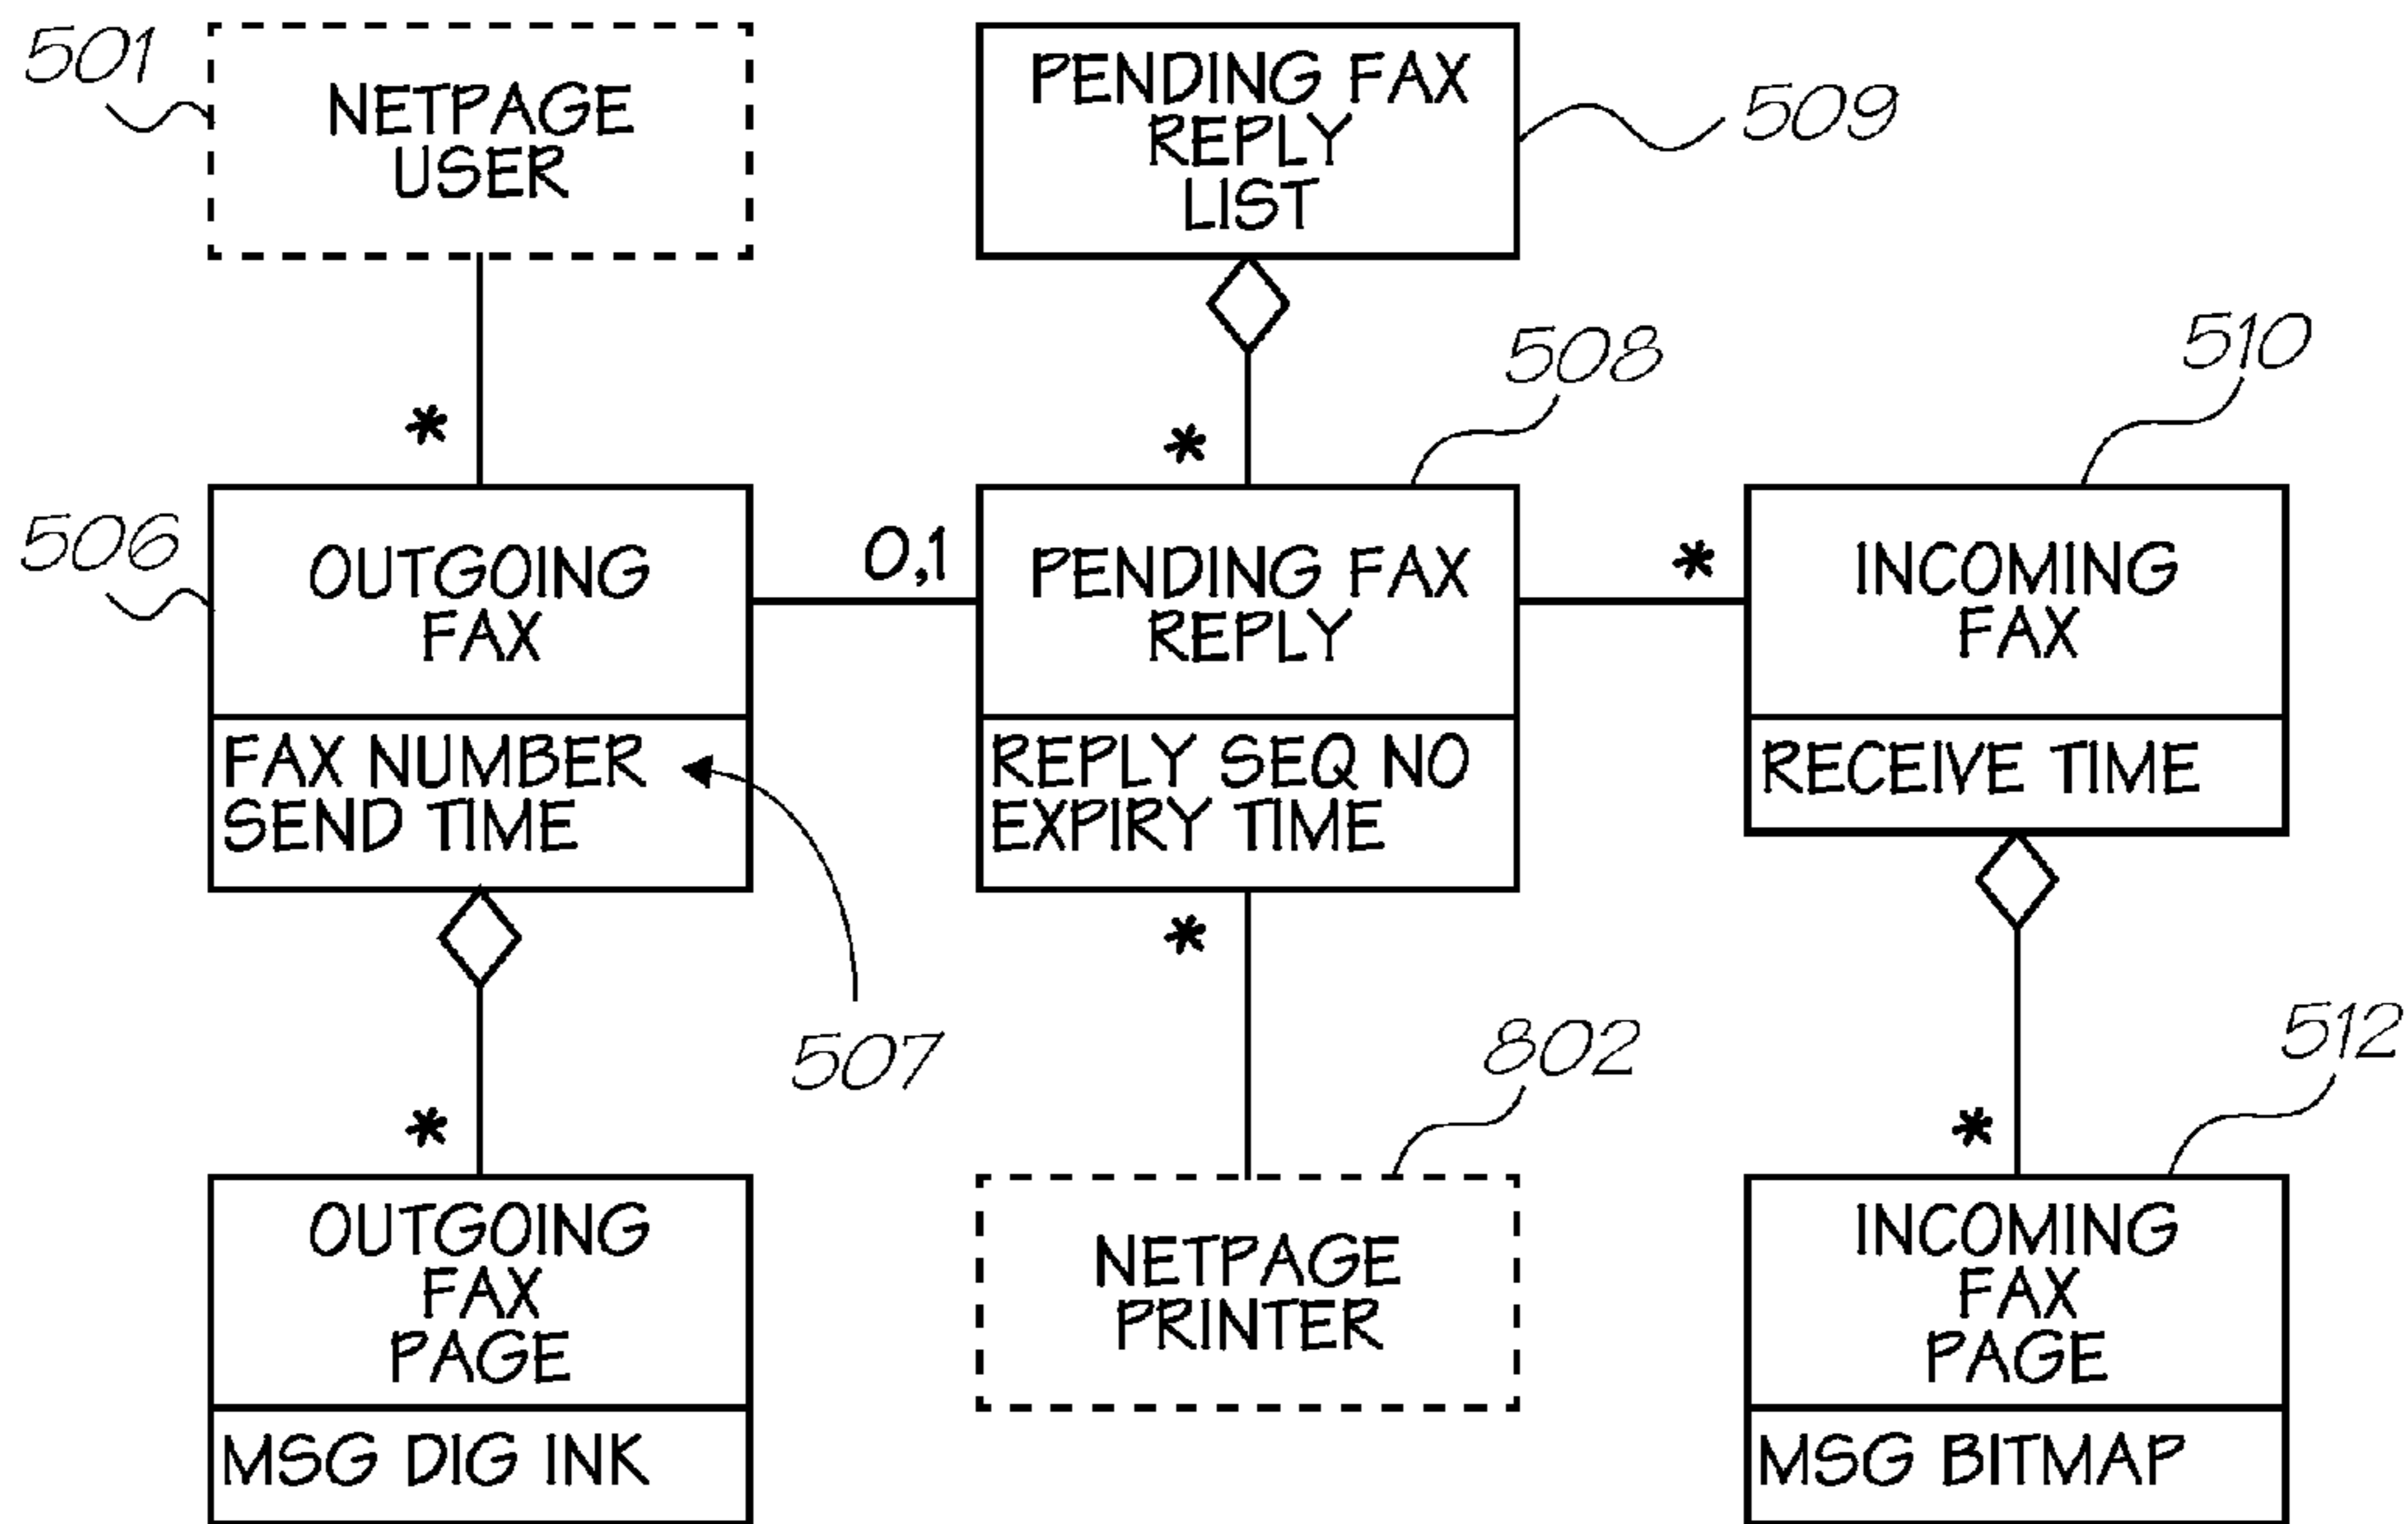 501
NETPAGE
USER
PENDING FAX
REPLY
LIST
509
*
*
508
510
506
OUTGOING
FAX
0,1
PENDING FAX
REPLY
*
INCOMING
FAX
FAX NUMBER
SEND TIME
REPLY SEQ NO
EXPIRY TIME
RECEIVE TIME
507
*
802
512
*
*
OUTGOING
FAX
PAGE
NETPAGE
PRINTER
INCOMING
FAX
PAGE
MSG DIG INK
MSG BITMAP